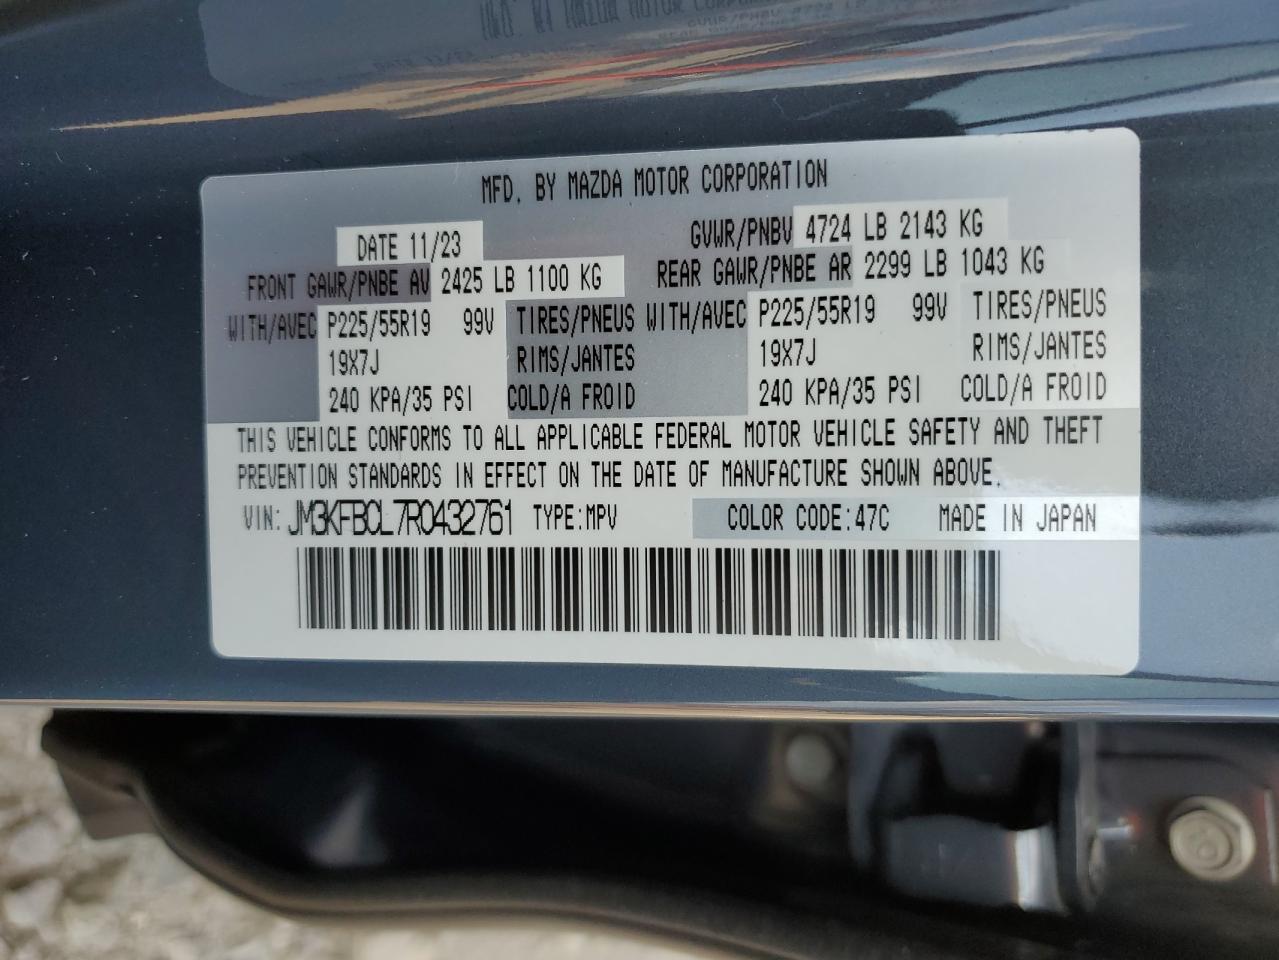 MFD. BY MAZDA MOTOR CORPORATION
DATE 11/23 GVWR/PNBV 4724 LB 2143 KG
FRONT GAWR/PNBE AV 2425 LB 1100 KG REAR GAWR/PNBE AR 2299 LB 1043 KG
WITH/AVEC P225/55R19 99V TIRES/PNEUS WITH/AVEC P225/55R19 99V TIRES/PNEUS
19X7J RIMS/JANTES 19X7J RIMS/JANTES
240 KPA/35 PSI COLD/A FROID 240 KPA/35 PSI COLD/A FROID
THIS VEHICLE CONFORMS TO ALL APPLICABLE FEDERAL MOTOR VEHICLE SAFETY AND THEFT
PREVENTION STANDARDS IN EFFECT ON THE DATE OF MANUFACTURE SHOWN ABOVE.
VIN: JM3KFBCL7R0432761 TYPE:MPV COLOR CODE:47C MADE IN JAPAN